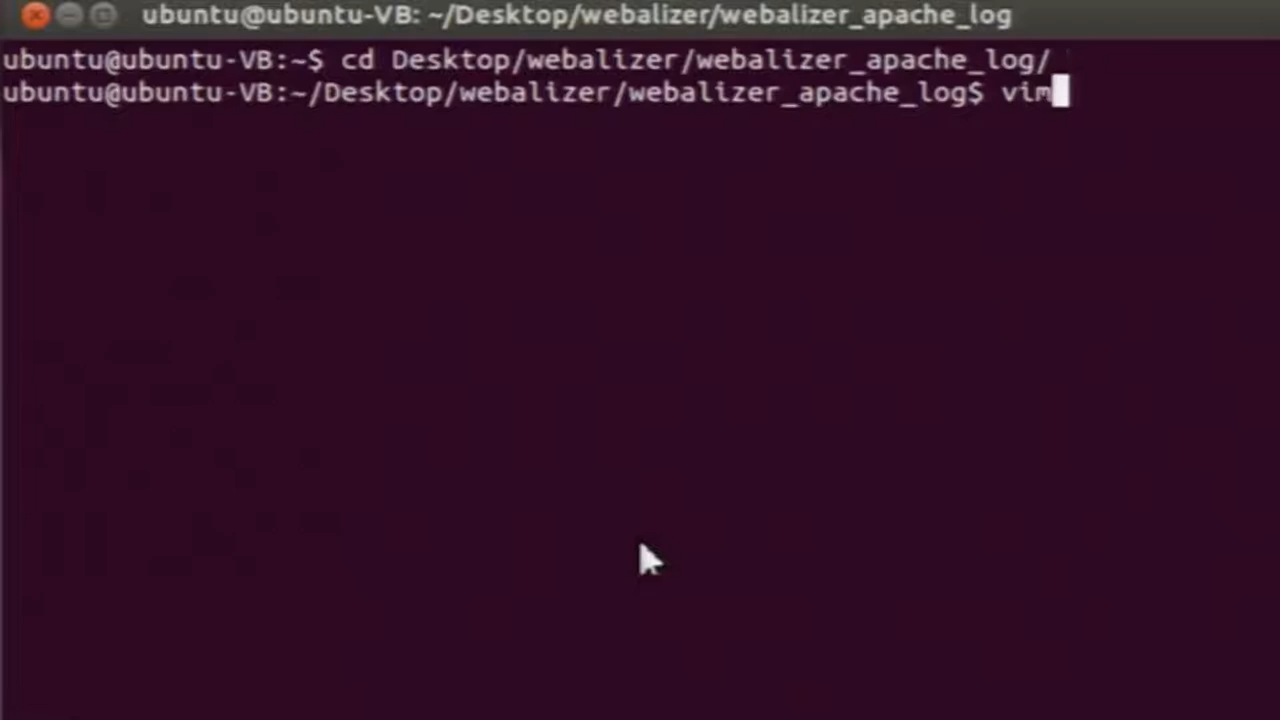 ubuntu@ubuntu-VB: ~/Desktop/webalizer/webalizer_apache_log
ubuntu@ubuntu-VB:~$ cd Desktop/webalizer/webalizer_apache_log/
ubuntu@ubuntu-VB:~/Desktop/webalizer/webalizer_apache_log$ vim